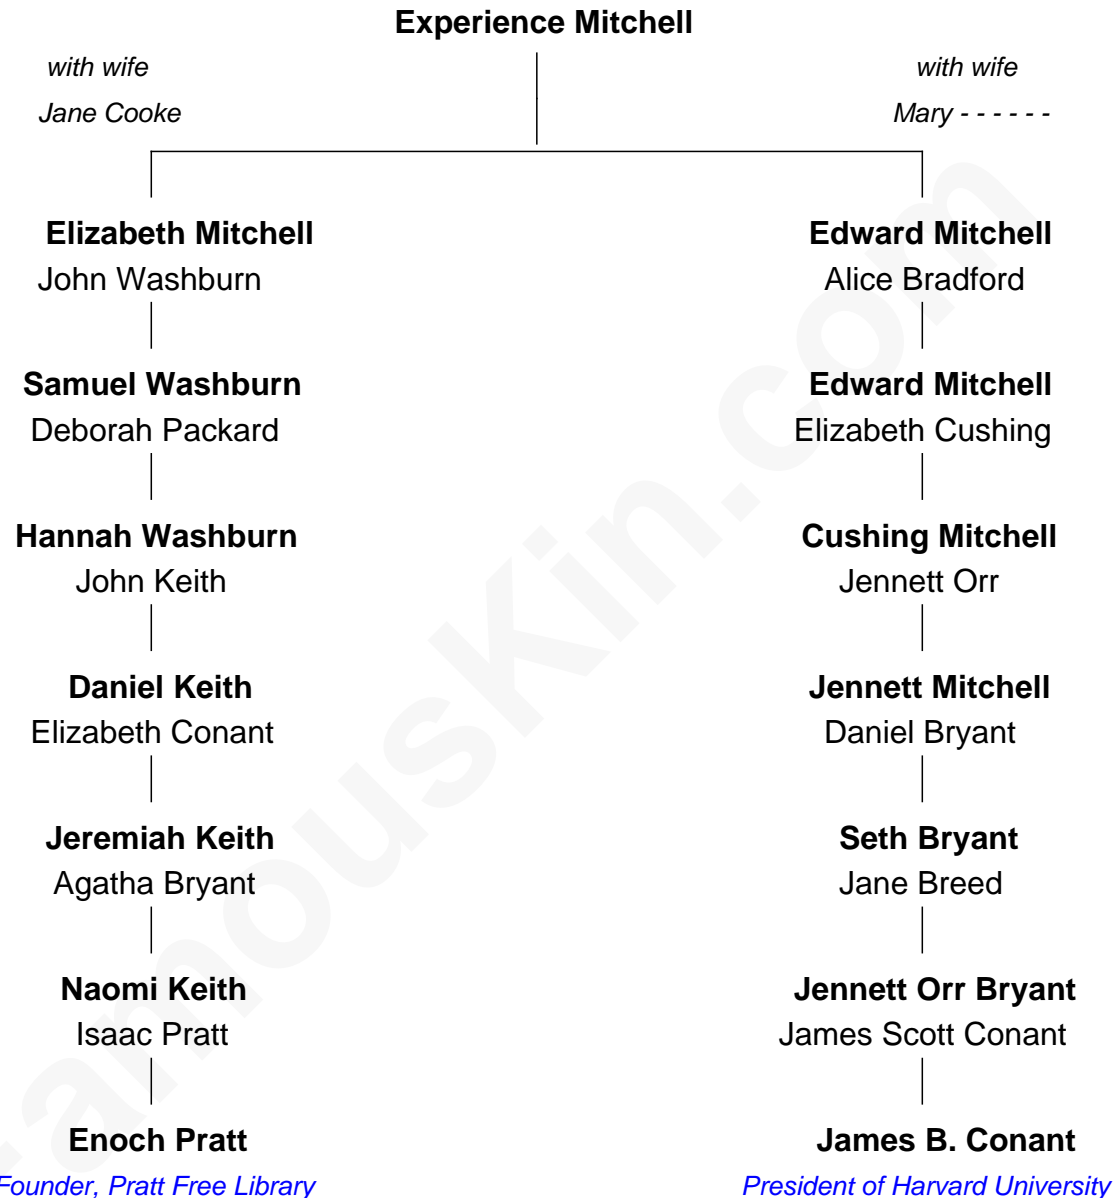 Experience Mitchell
with wife
Jane Cooke
with wife
Mary - - - - - -
Elizabeth Mitchell
John Washburn
Edward Mitchell
Alice Bradford
Samuel Washburn
Deborah Packard
Edward Mitchell
Elizabeth Cushing
Hannah Washburn
John Keith
Cushing Mitchell
Jennett Orr
Daniel Keith
Elizabeth Conant
Jennett Mitchell
Daniel Bryant
Jeremiah Keith
Agatha Bryant
Seth Bryant
Jane Breed
Naomi Keith
Isaac Pratt
Jennett Orr Bryant
James Scott Conant
Enoch Pratt
Founder, Pratt Free Library
James B. Conant
President of Harvard University
FamousKin.com